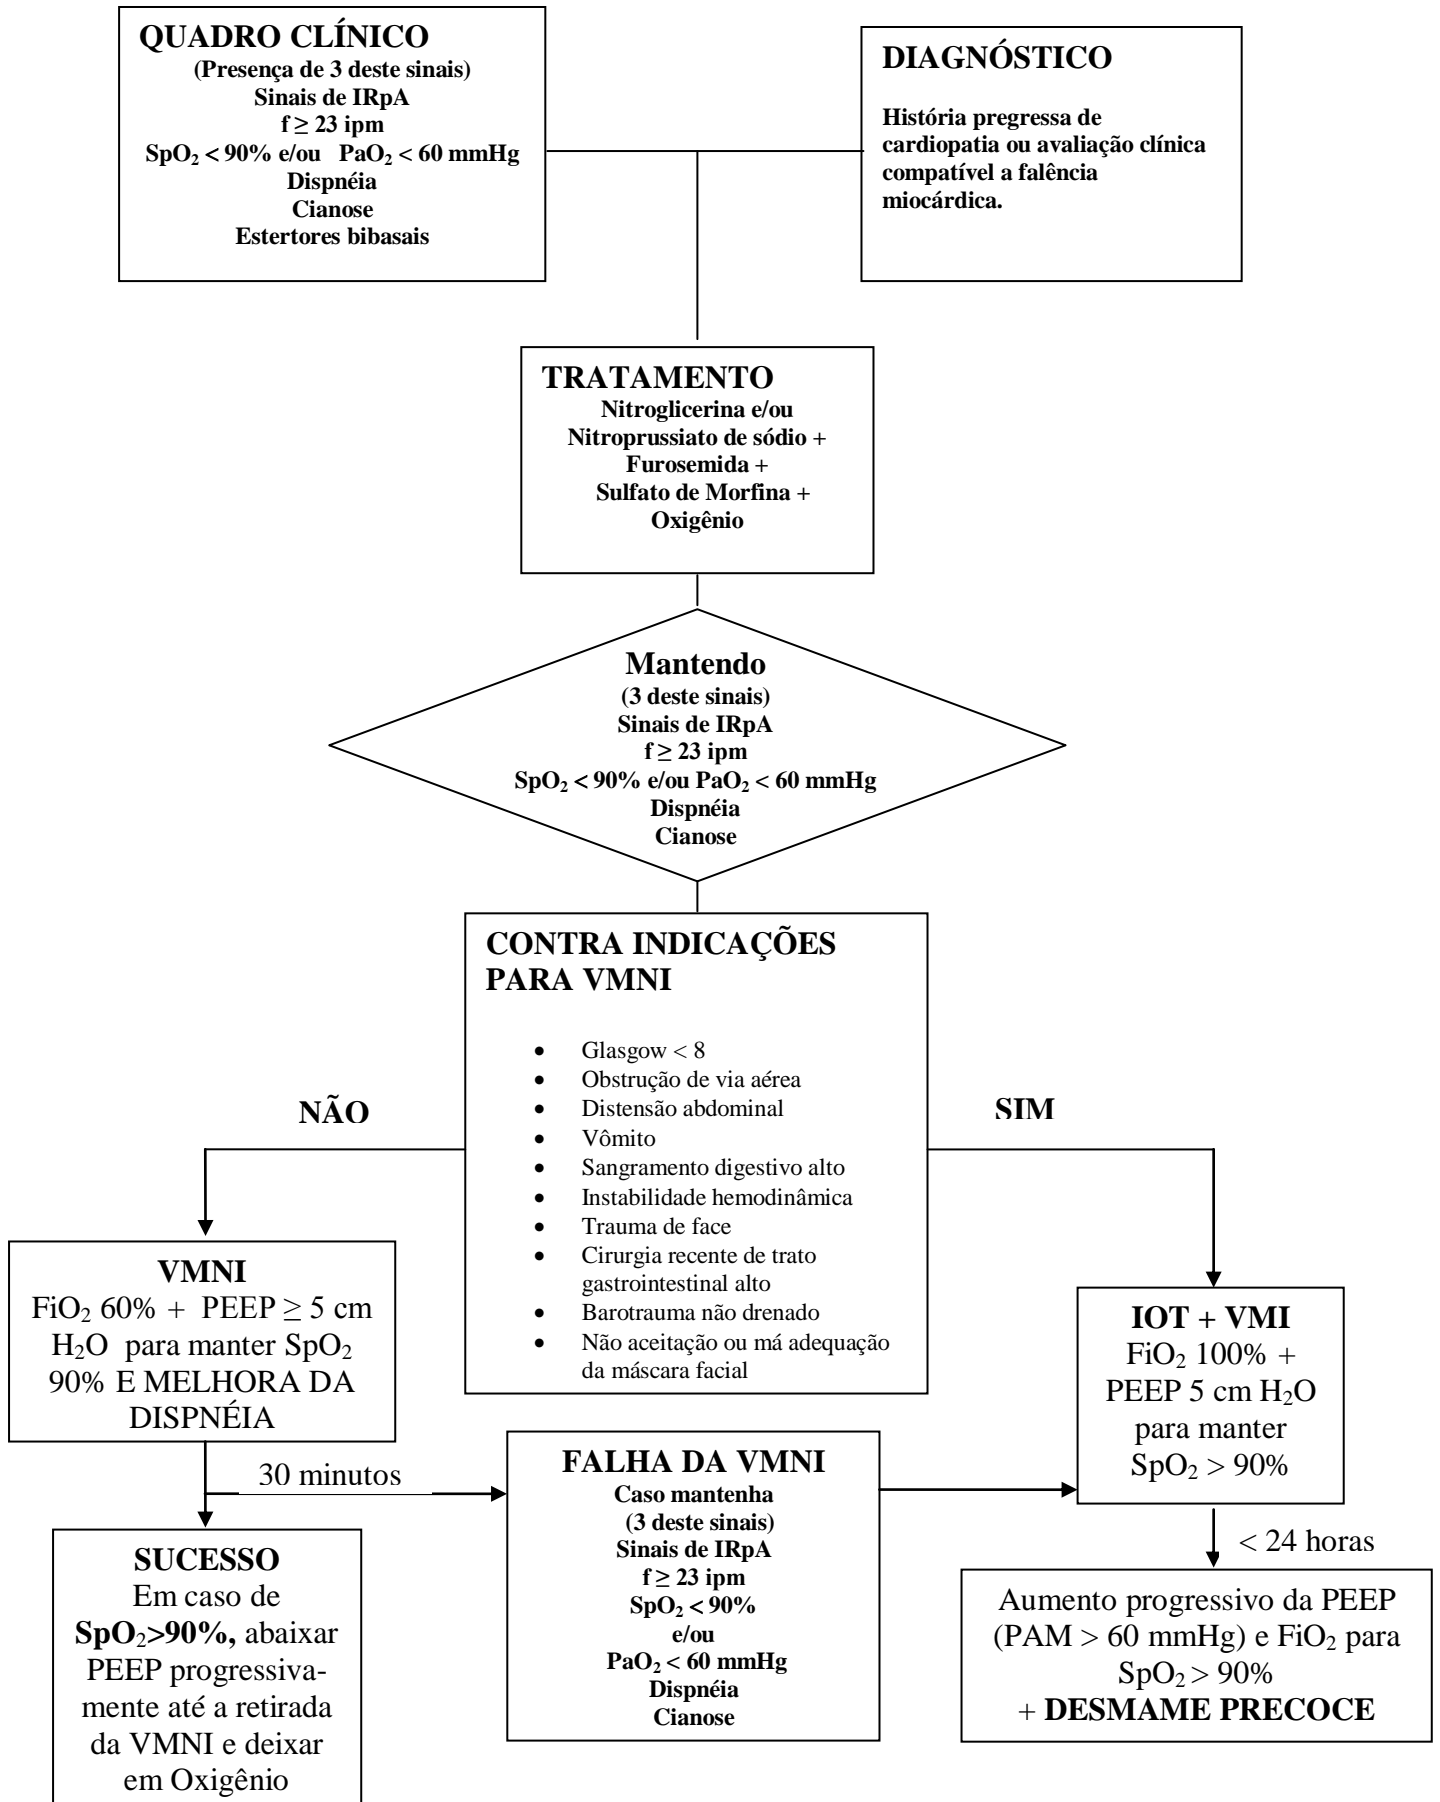 QUADRO CLÍNICO
(Presença de 3 deste sinais)
Sinais de IRpA
f ≥ 23 ipm
SpO₂ < 90% e/ou PaO₂ < 60 mmHg
Dispnéia
Cianose
Estertores bibasais
DIAGNÓSTICO
História pregressa de
cardiopatia ou avaliação clínica
compatível a falência
miocárdica.
TRATAMENTO
Nitroglicerina e/ou
Nitroprussiato de sódio +
Furosemida +
Sulfato de Morfina +
Oxigênio
Mantendo
(3 deste sinais)
Sinais de IRpA
f ≥ 23 ipm
SpO₂ < 90% e/ou PaO₂ < 60 mmHg
Dispnéia
Cianose
CONTRA INDICAÇÕES
PARA VMNI
• Glasgow < 8
• Obstrução de via aérea
• Distensão abdominal
• Vômito
• Sangramento digestivo alto
• Instabilidade hemodinâmica
• Trauma de face
• Cirurgia recente de trato
gastrointestinal alto
• Barotrauma não drenado
• Não aceitação ou má adequação
da máscara facial
NÃO
SIM
VMNI
FiO₂ 60% + PEEP ≥ 5 cm
H₂O para manter SpO₂
90% E MELHORA DA
DISPNÉIA
IOT + VMI
FiO₂ 100% +
PEEP 5 cm H₂O
para manter
SpO₂ > 90%
30 minutos
FALHA DA VMNI
Caso mantenha
(3 deste sinais)
Sinais de IRpA
f ≥ 23 ipm
SpO₂ < 90%
e/ou
PaO₂ < 60 mmHg
Dispnéia
Cianose
< 24 horas
SUCESSO
Em caso de
SpO₂>90%, abaixar
PEEP progressiva-
mente até a retirada
da VMNI e deixar
em Oxigênio
Aumento progressivo da PEEP
(PAM > 60 mmHg) e FiO₂ para
SpO₂ > 90%
+ DESMAME PRECOCE